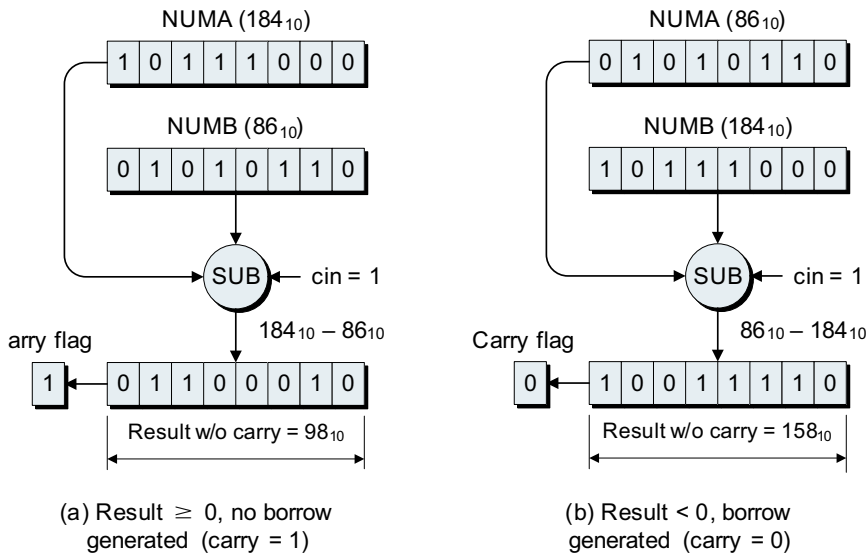 NUMA (184₁₀)
1 0 1 1 1 0 0 0
NUMB (86₁₀)
0 1 0 1 0 1 1 0
SUB
cin = 1
184₁₀ – 86₁₀
arry flag
1
0 1 1 0 0 0 1 0
Result w/o carry = 98₁₀
(a) Result ≥ 0, no borrow
generated (carry = 1)
NUMA (86₁₀)
0 1 0 1 0 1 1 0
NUMB (184₁₀)
1 0 1 1 1 0 0 0
SUB
cin = 1
86₁₀ – 184₁₀
Carry flag
0
1 0 0 1 1 1 1 0
Result w/o carry = 158₁₀
(b) Result < 0, borrow
generated (carry = 0)